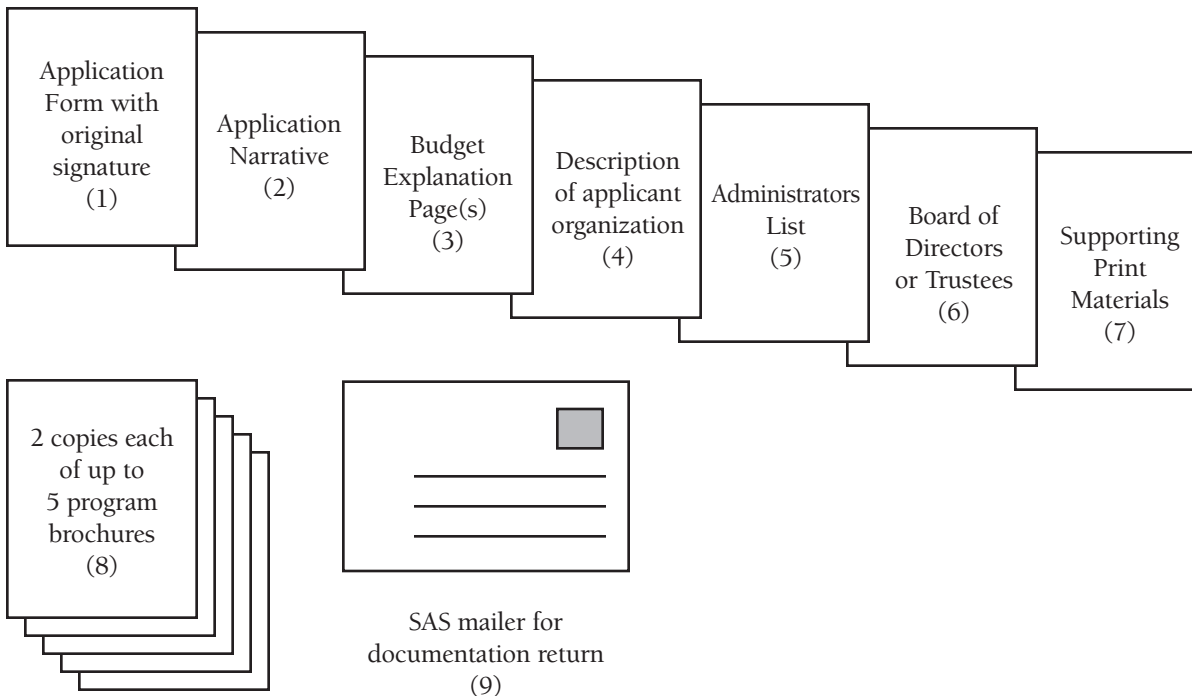 Application
Form with
original
signature
(1)
Application
Narrative
(2)
Budget
Explanation
Page(s)
(3)
Description
of applicant
organization
(4)
Administrators
List
(5)
Board of
Directors
or Trustees
(6)
Supporting
Print
Materials
(7)
2 copies each
of up to
5 program
brochures
(8)
SAS mailer for
documentation return
(9)